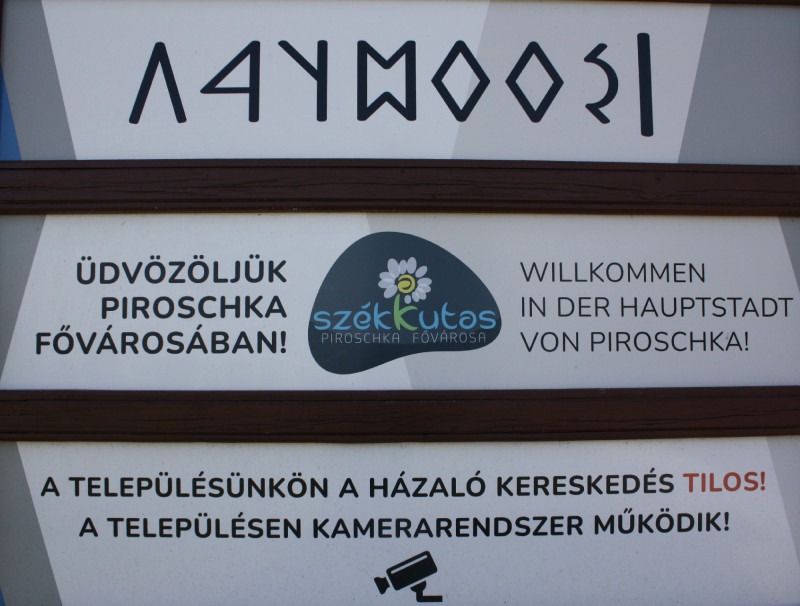 𐲥𐲋𐲓𐲓𐲪𐲦𐲀𐲤
ÜDVÖZÖLJÜK
PIROSCHKA
FŐVÁROSÁBAN!
székkutas
PIROSCHKA FŐVÁROSA
WILLKOMMEN
IN DER HAUPTSTADT
VON PIROSCHKA!
A TELEPÜLÉSÜNKÖN A HÁZALÓ KERESKEDÉS TILOS!
A TELEPÜLÉSEN KAMERARENDSZER MŰKÖDIK!